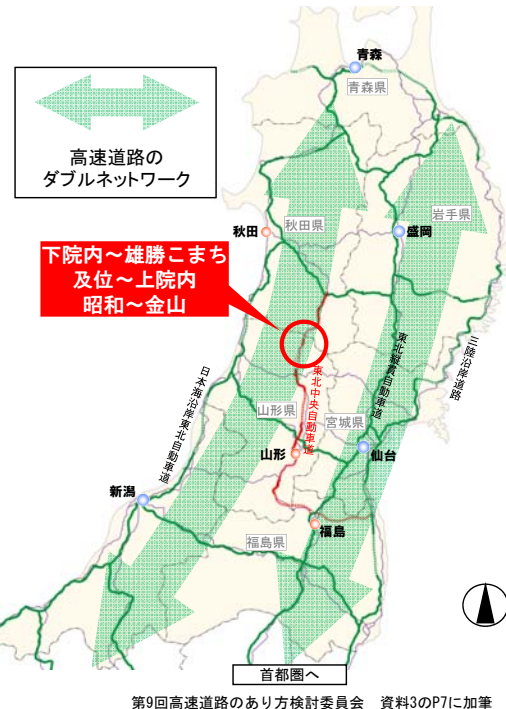 青森
青森県
高速道路の
ダブルネットワーク
岩手県
秋田県
秋田
盛岡
下院内～雄勝こまち
及位～上院内
昭和～金山
三陸沿岸道路
東北縦貫自動車道
東北中央自動車道
日本海沿岸東北自動車道
山形県
宮城県
山形
仙台
新潟
福島
福島県
首都圏へ
第9回高速道路のあり方検討委員会　資料3のP7に加筆